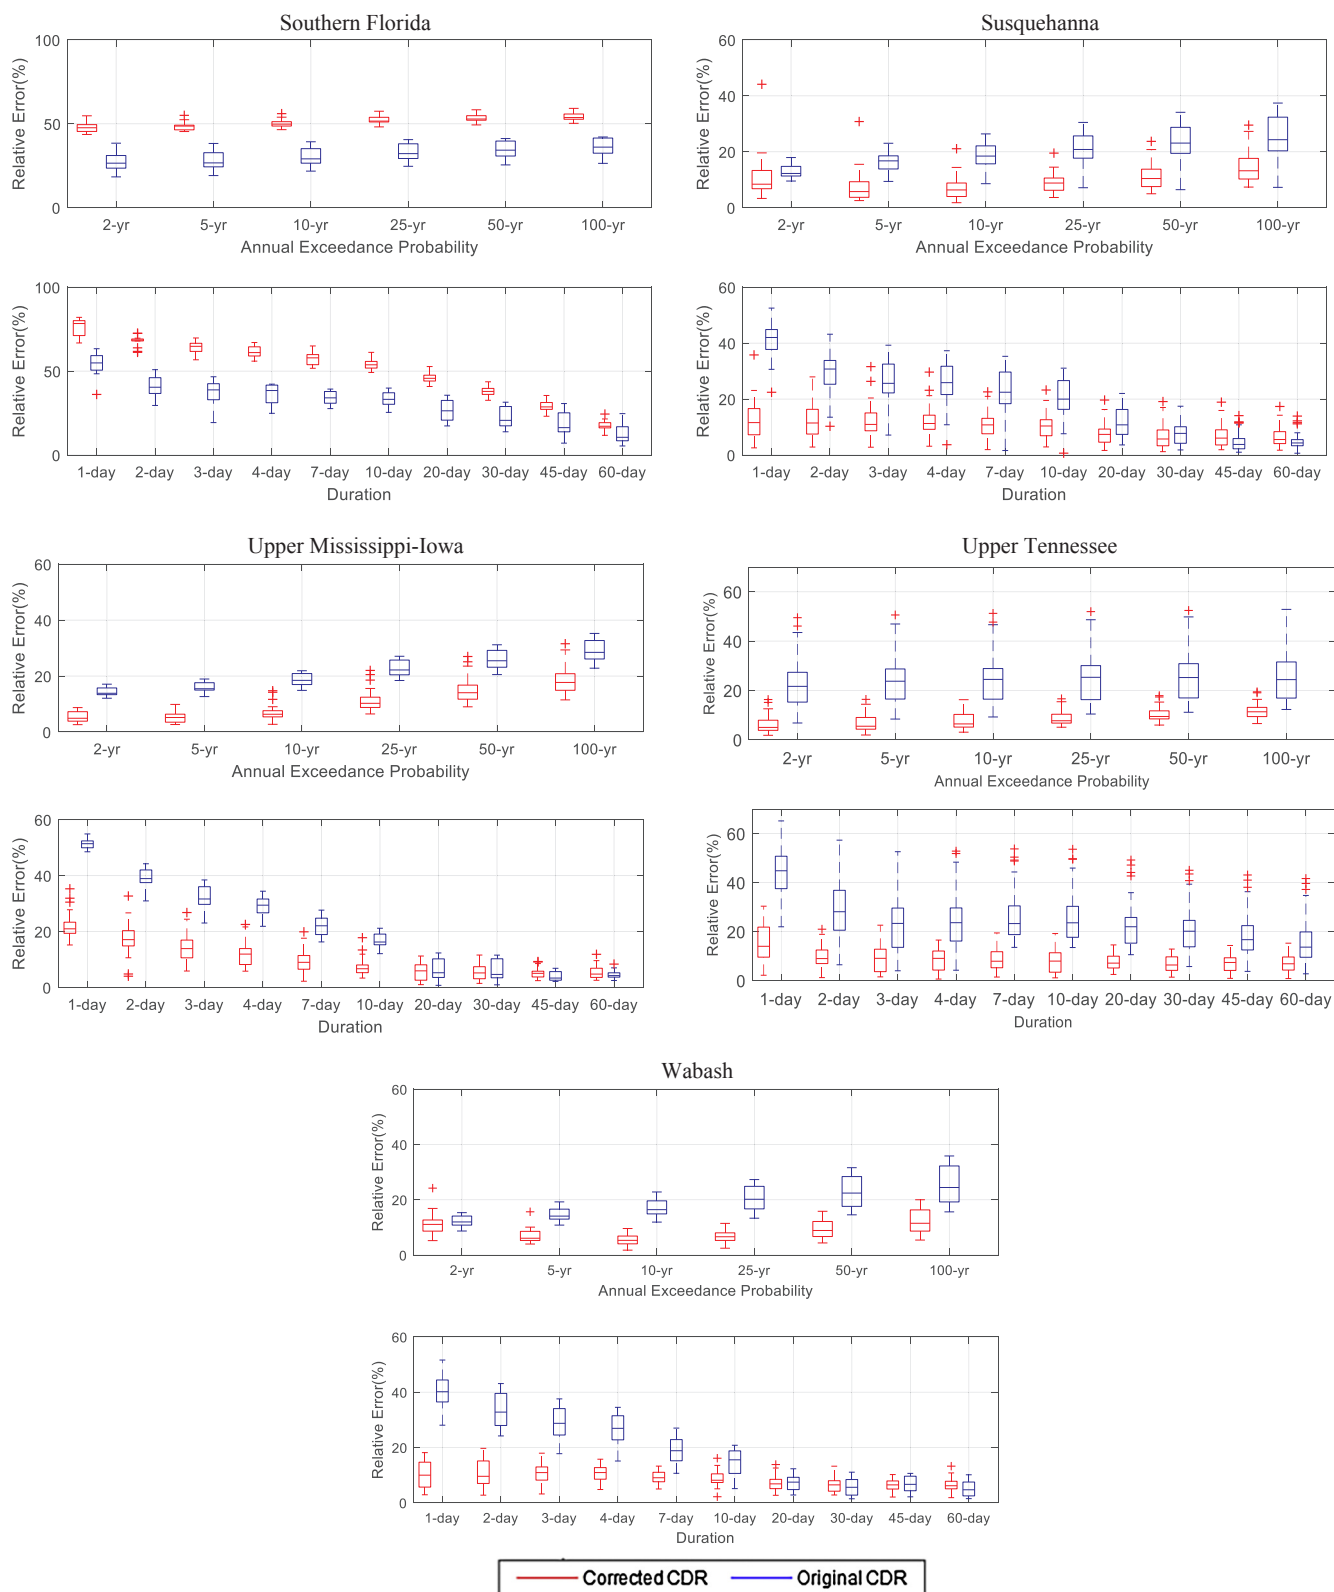 Southern Florida
Relative Error(%)
100
50
0
2-yr 5-yr 10-yr 25-yr 50-yr 100-yr
Annual Exceedance Probability
Relative Error(%)
100
50
0
1-day 2-day 3-day 4-day 7-day 10-day 20-day 30-day 45-day 60-day
Duration
Susquehanna
Relative Error(%)
60
40
20
0
2-yr 5-yr 10-yr 25-yr 50-yr 100-yr
Annual Exceedance Probability
Relative Error(%)
60
40
20
0
1-day 2-day 3-day 4-day 7-day 10-day 20-day 30-day 45-day 60-day
Duration
Upper Mississippi-Iowa
Relative Error(%)
60
40
20
0
2-yr 5-yr 10-yr 25-yr 50-yr 100-yr
Annual Exceedance Probability
Relative Error(%)
60
40
20
0
1-day 2-day 3-day 4-day 7-day 10-day 20-day 30-day 45-day 60-day
Duration
Upper Tennessee
Relative Error(%)
60
40
20
0
2-yr 5-yr 10-yr 25-yr 50-yr 100-yr
Annual Exceedance Probability
Relative Error(%)
60
40
20
0
1-day 2-day 3-day 4-day 7-day 10-day 20-day 30-day 45-day 60-day
Duration
Wabash
Relative Error(%)
60
40
20
0
2-yr 5-yr 10-yr 25-yr 50-yr 100-yr
Annual Exceedance Probability
Relative Error(%)
60
40
20
0
1-day 2-day 3-day 4-day 7-day 10-day 20-day 30-day 45-day 60-day
Duration
Corrected CDR Original CDR